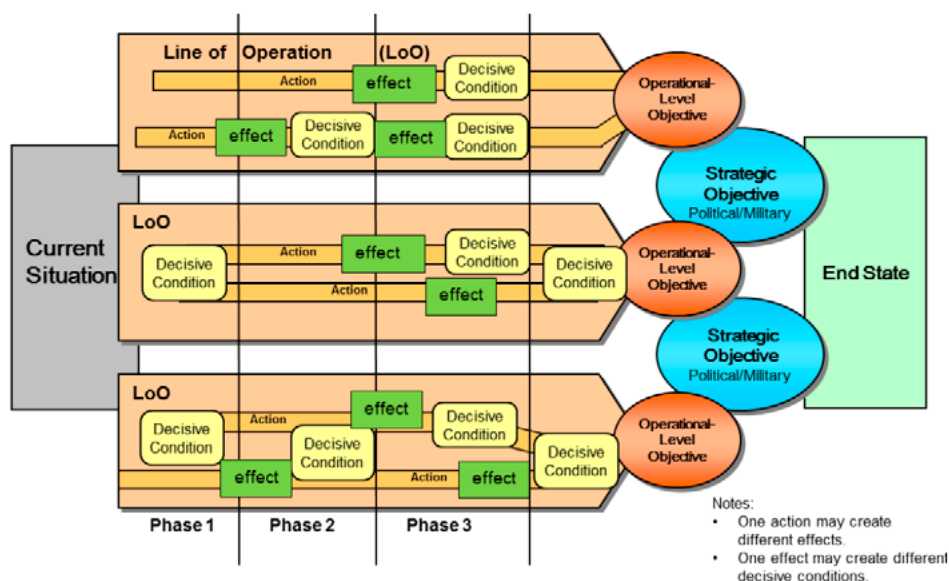 Line of Operation (LoO)
Action
effect
Decisive
Condition
Action
effect
Decisive
Condition
effect
Decisive
Condition
Operational-
Level
Objective
Strategic
Objective
Political/Military
Current
Situation
LoO
Decisive
Condition
Action
effect
Decisive
Condition
Action
effect
Decisive
Condition
Operational-
Level
Objective
End State
Strategic
Objective
Political/Military
LoO
Decisive
Condition
Action
effect
Decisive
Condition
Decisive
Condition
effect
Action
effect
Decisive
Condition
Operational-
Level
Objective
Phase 1
Phase 2
Phase 3
Notes:
• One action may create
different effects.
• One effect may create different
decisive conditions.